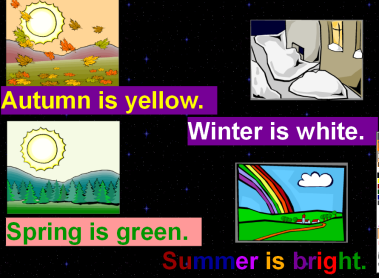 Autumn is yellow.
Winter is white.
Spring is green.
Summer is bright.